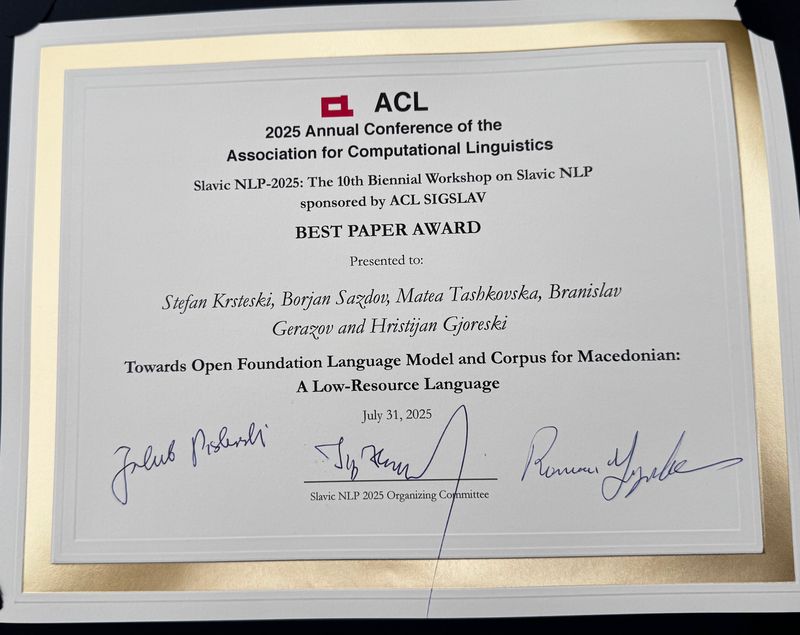 ACL
2025 Annual Conference of the
Association for Computational Linguistics
Slavic NLP-2025: The 10th Biennial Workshop on Slavic NLP
sponsored by ACL SIGSLAV
BEST PAPER AWARD
Presented to:
Stefan Krsteski, Borjan Sazdov, Matea Tashkovska, Branislav
Gerazov and Hristijan Gjoreski
Towards Open Foundation Language Model and Corpus for Macedonian:
A Low-Resource Language
July 31, 2025
Roman
Slavic NLP 2025 Organizing Committee